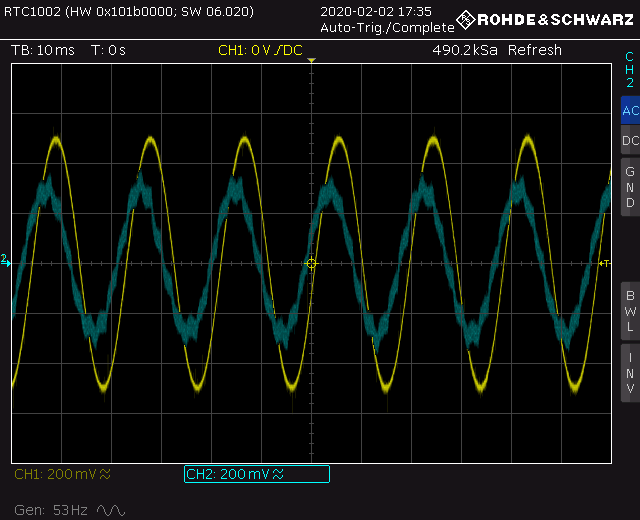 RTC1002 (HW 0x101b0000; SW 06.020)
2020-02-02 17:35
Auto-Trig./Complete
ROHDE&SCHWARZ
TB: 10 ms T: 0 s CH1: 0 V / DC 490.2 kSa Refresh
CH2
AC
DC
GND
2
T
BWL
INV
CH1: 200 mV
CH2: 200 mV
Gen: 53 Hz